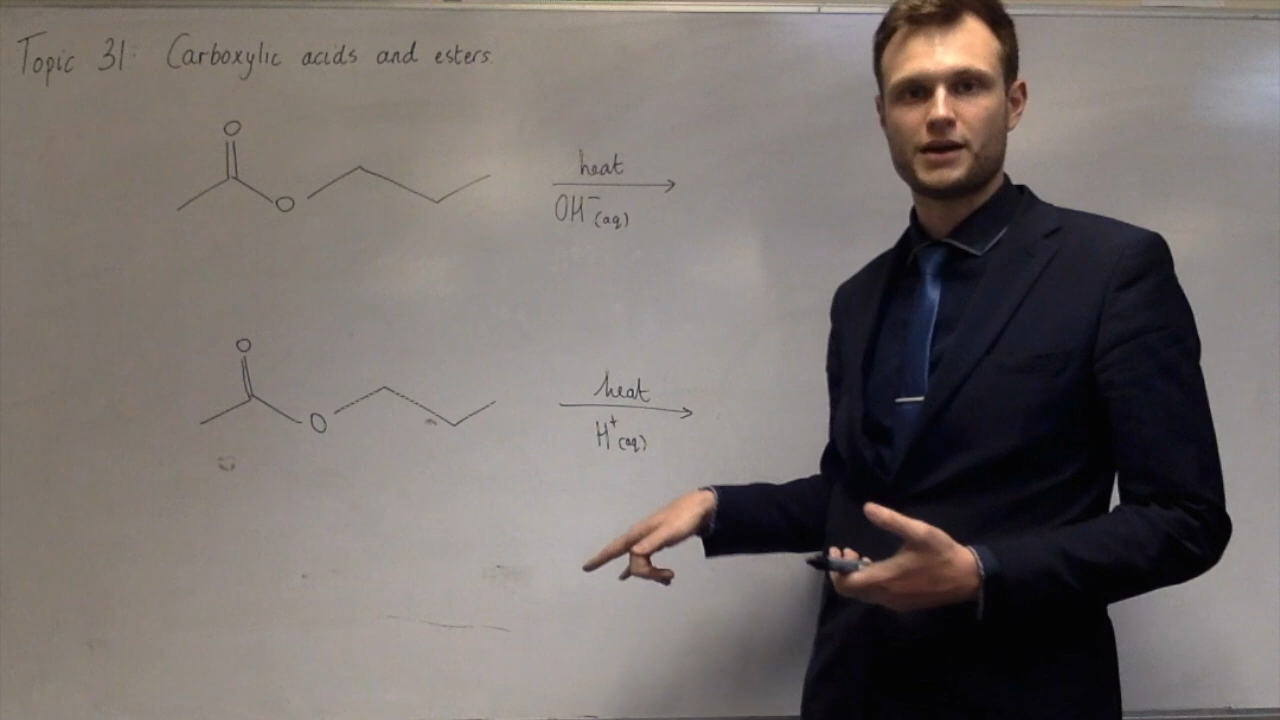 Topic 31: Carboxylic acids and esters.
O
O
heat
OH⁻(aq)
O
O
heat
H⁺(aq)